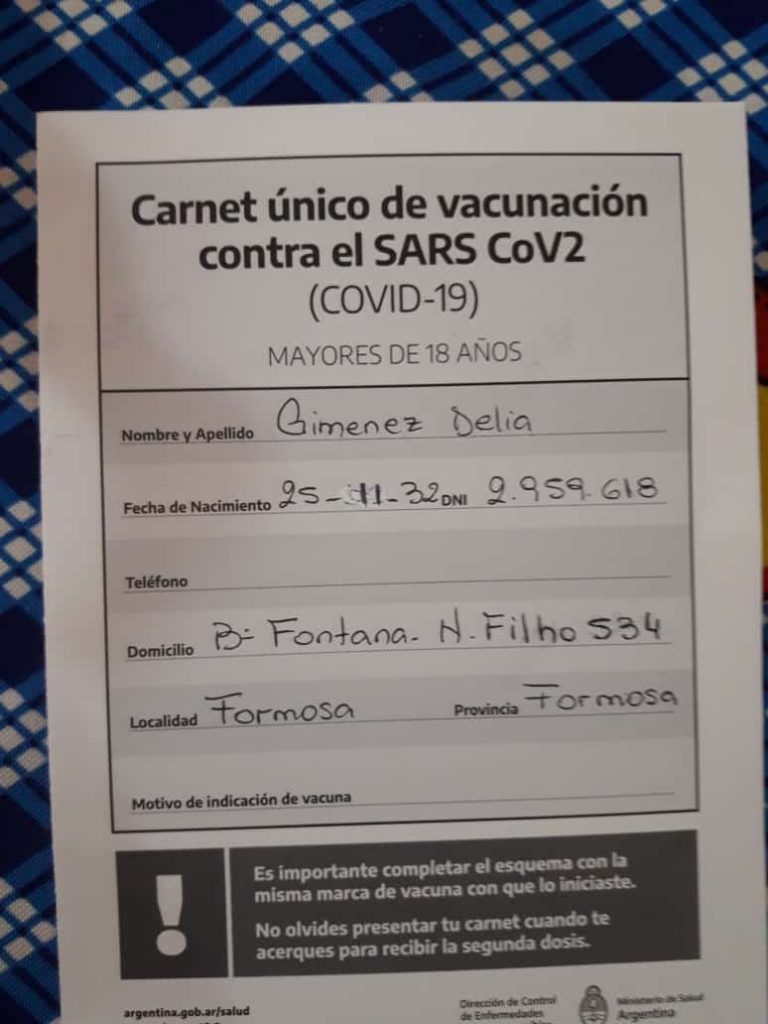 Carnet único de vacunación
contra el SARS CoV2
(COVID-19)
MAYORES DE 18 AÑOS
Nombre y Apellido Gimenez Delia
Fecha de Nacimiento 25-11-32 DNI 2.959.618
Teléfono
Domicilio Bº Fontana. N. Filho 534
Localidad Formosa Provincia Formosa
Motivo de indicación de vacuna
Es importante completar el esquema con la
misma marca de vacuna con que lo iniciaste.
No olvides presentar tu carnet cuando te
acerques para recibir la segunda dosis.
argentina.gob.ar/salud
Dirección de Control
de Enfermedades
Ministerio de Salud
Argentina